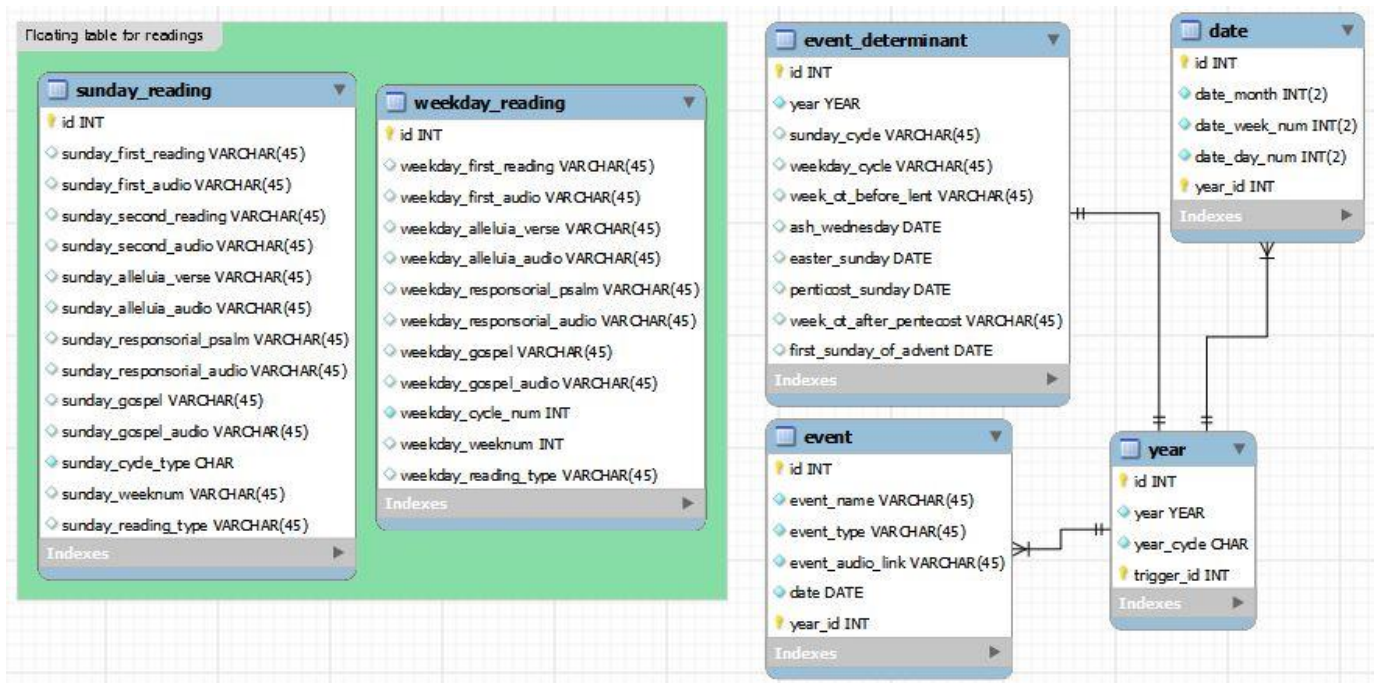 Floating table for readings
sunday_reading
id INT
sunday_first_reading VARCHAR(45)
sunday_first_audio VARCHAR(45)
sunday_second_reading VARCHAR(45)
sunday_second_audio VARCHAR(45)
sunday_alleluia_verse VARCHAR(45)
sunday_alleluia_audio VARCHAR(45)
sunday_responsorial_psalm VARCHAR(45)
sunday_responsorial_audio VARCHAR(45)
sunday_gospel VARCHAR(45)
sunday_gospel_audio VARCHAR(45)
sunday_cycle_type CHAR
sunday_weeknum VARCHAR(45)
sunday_reading_type VARCHAR(45)
Indexes
weekday_reading
id INT
weekday_first_reading VARCHAR(45)
weekday_first_audio VARCHAR(45)
weekday_alleluia_verse VARCHAR(45)
weekday_alleluia_audio VARCHAR(45)
weekday_responsorial_psalm VARCHAR(45)
weekday_responsorial_audio VARCHAR(45)
weekday_gospel VARCHAR(45)
weekday_gospel_audio VARCHAR(45)
weekday_cycle_num INT
weekday_weeknum INT
weekday_reading_type VARCHAR(45)
Indexes
event_determinant
id INT
year YEAR
sunday_cycle VARCHAR(45)
weekday_cycle VARCHAR(45)
week_ot_before_lent VARCHAR(45)
ash_wednesday DATE
easter_sunday DATE
penticost_sunday DATE
week_ot_after_pentecost VARCHAR(45)
first_sunday_of_advent DATE
Indexes
date
id INT
date_month INT(2)
date_week_num INT(2)
date_day_num INT(2)
year_id INT
Indexes
event
id INT
event_name VARCHAR(45)
event_type VARCHAR(45)
event_audio_link VARCHAR(45)
date DATE
year_id INT
Indexes
year
id INT
year YEAR
year_cycle CHAR
trigger_id INT
Indexes